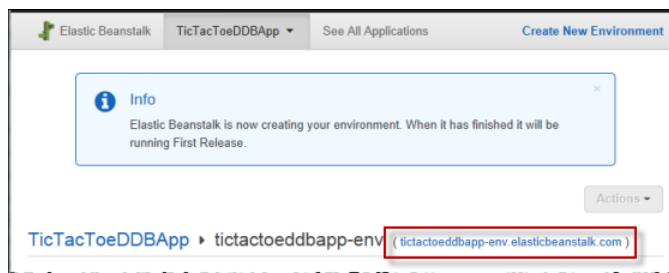 Elastic Beanstalk TicTacToeDDBApp See All Applications Create New Environment
Info
Elastic Beanstalk is now creating your environment. When it has finished it will be
running First Release.
Actions
TicTacToeDDBApp tictactoeddbapp-env ( tictactoeddbapp-env.elasticbeanstalk.com )